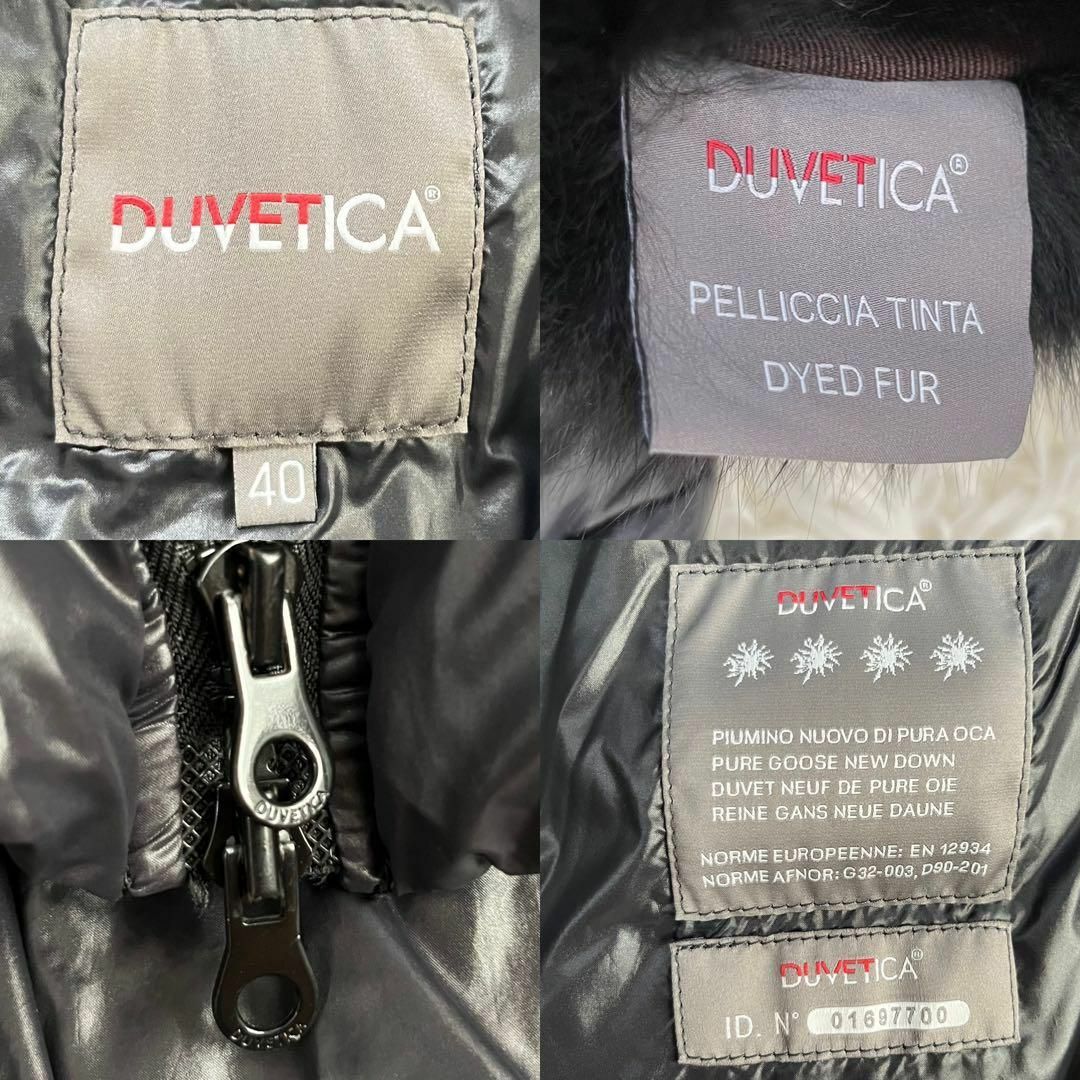 DUVETICA®
40
DUVETICA®
PELLICCIA TINTA
DYED FUR
DUVETICA
DUVETICA
DUVETICA®
PIUMINO NUOVO DI PURA OCA
PURE GOOSE NEW DOWN
DUVET NEUF DE PURE OIE
REINE GANS NEUE DAUNE
NORME EUROPEENNE: EN 12934
NORME AFNOR: G32-003, D90-201
DUVETICA®
ID. N° 01697700